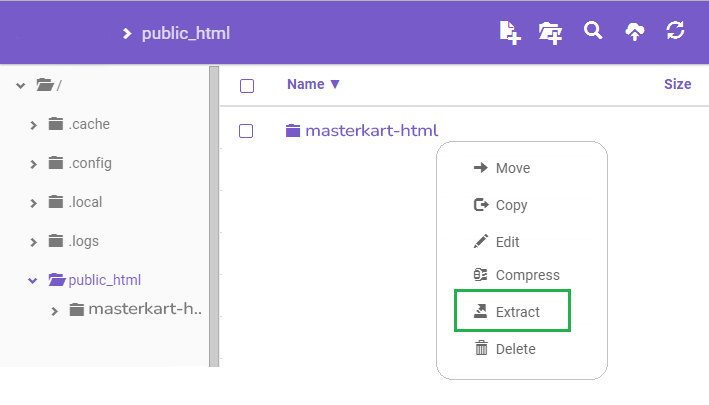 public_html
/
Name ▼ Size
.cache
masterkart-html
.config
.local
.logs
public_html
masterkart-h..
Move
Copy
Edit
Compress
Extract
Delete